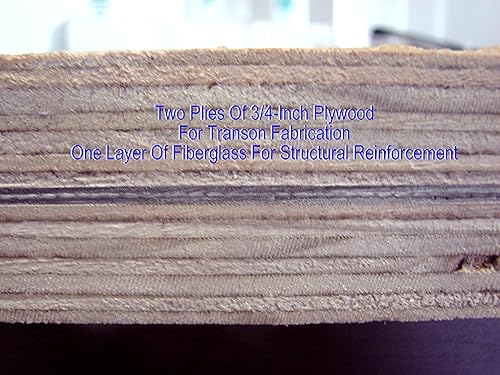 Two Plies Of 3/4-Inch Plywood
For Transon Fabrication
One Layer Of Fiberglass For Structural Reinforcement